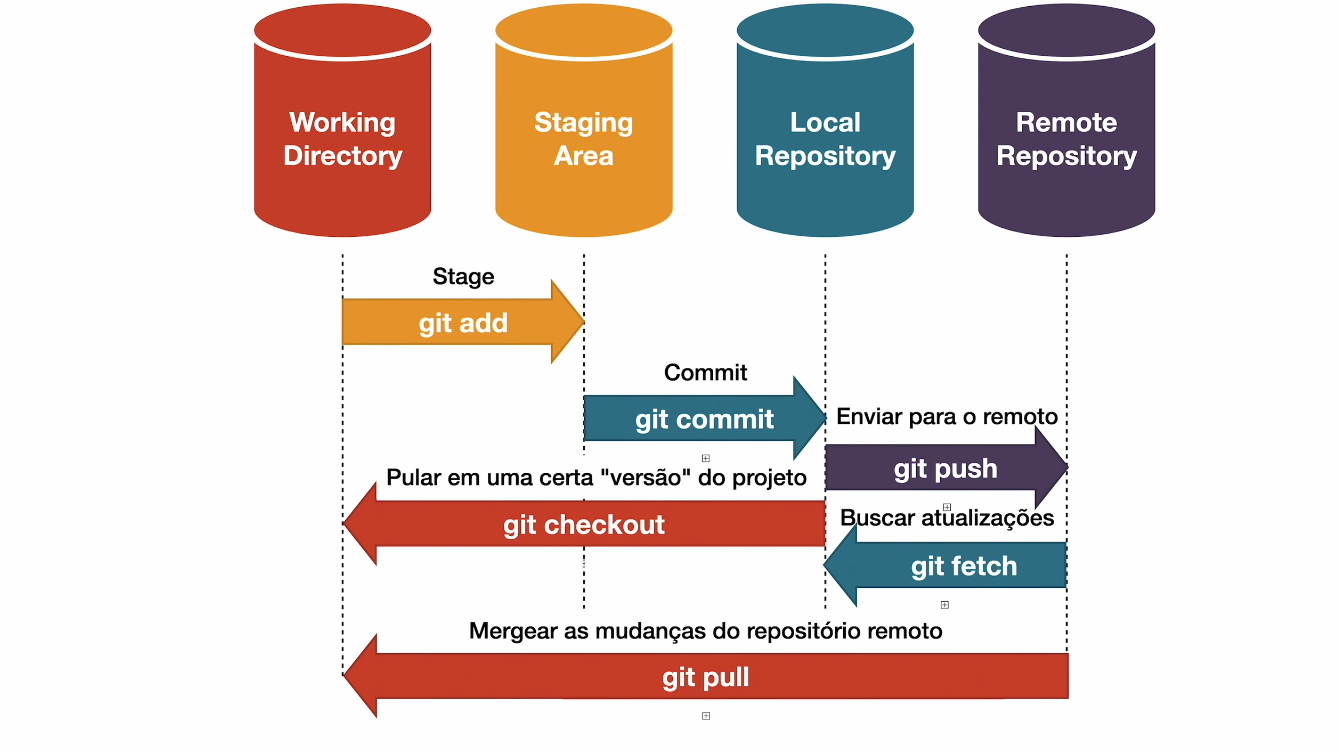 Working
Directory
Staging
Area
Local
Repository
Remote
Repository
Stage
git add
Commit
git commit
Enviar para o remoto
git push
Pular em uma certa "versão" do projeto
git checkout
Buscar atualizações
git fetch
Mergear as mudanças do repositório remoto
git pull